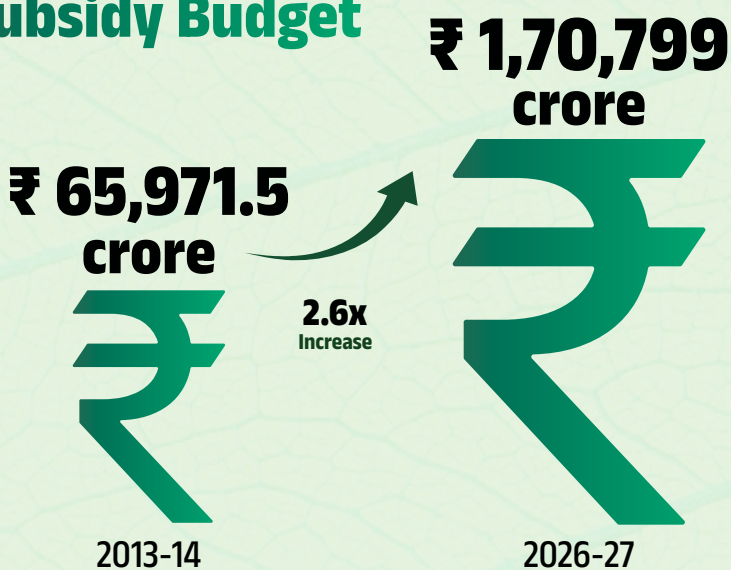 ubsidy Budget
₹ 1,70,799
crore
₹ 65,971.5
crore
2.6x
Increase
2013-14
2026-27